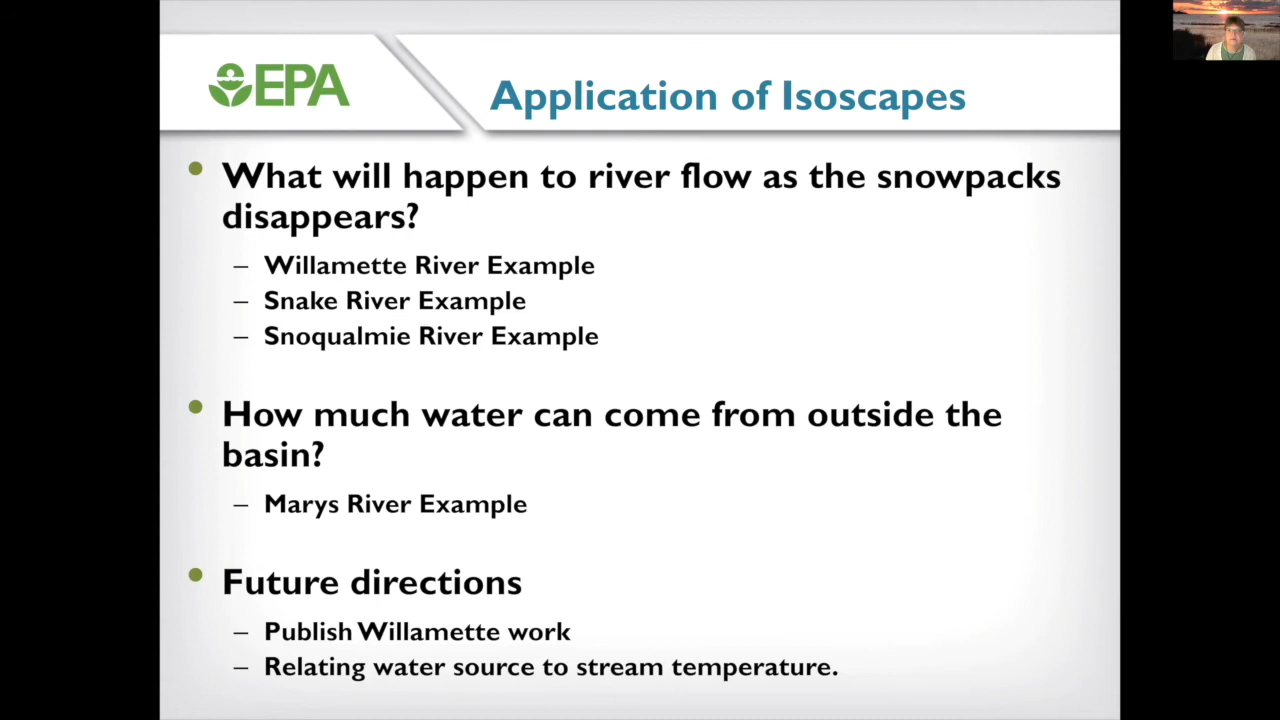 EPA
Application of Isoscapes
• What will happen to river flow as the snowpacks
disappears?
– Willamette River Example
– Snake River Example
– Snoqualmie River Example
• How much water can come from outside the
basin?
– Marys River Example
• Future directions
– Publish Willamette work
– Relating water source to stream temperature.